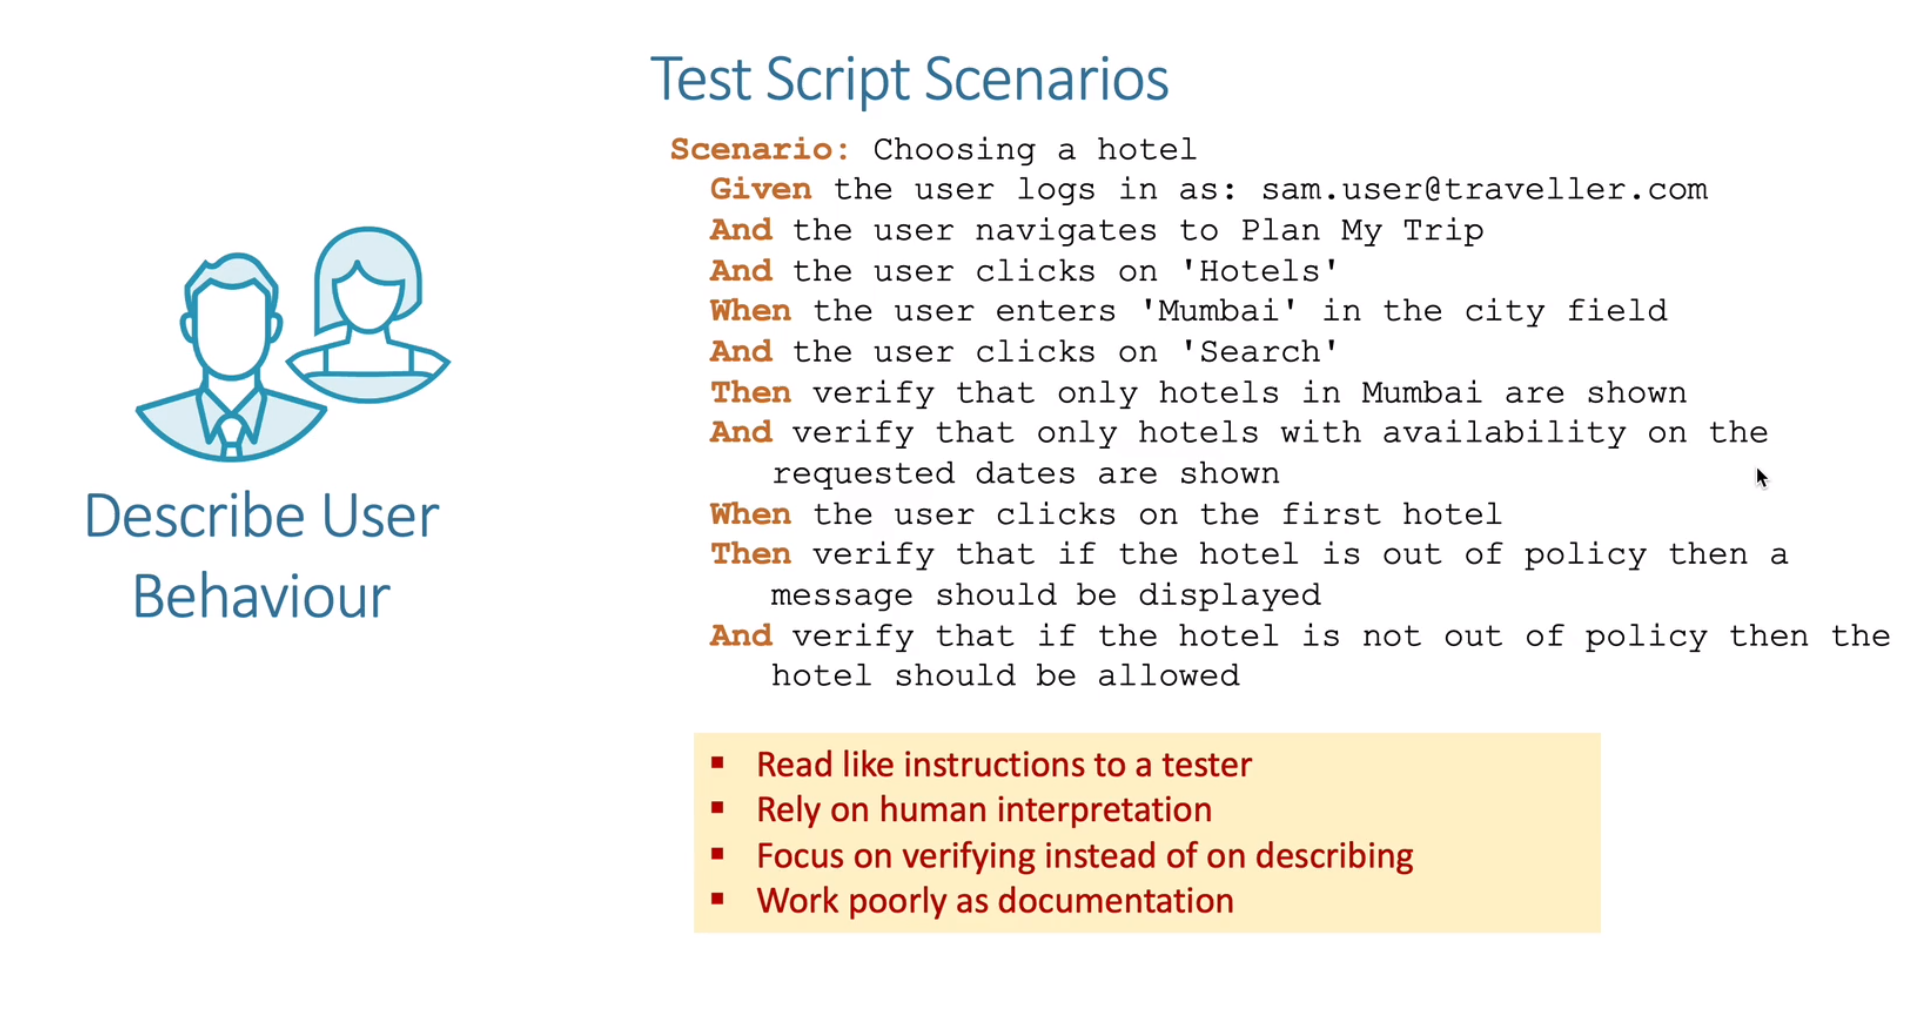 Test Script Scenarios
Scenario: Choosing a hotel
Given the user logs in as: sam.user@traveller.com
And the user navigates to Plan My Trip
And the user clicks on 'Hotels'
When the user enters 'Mumbai' in the city field
And the user clicks on 'Search'
Then verify that only hotels in Mumbai are shown
And verify that only hotels with availability on the
requested dates are shown
When the user clicks on the first hotel
Then verify that if the hotel is out of policy then a
message should be displayed
And verify that if the hotel is not out of policy then the
hotel should be allowed
Describe User
Behaviour
▪ Read like instructions to a tester
▪ Rely on human interpretation
▪ Focus on verifying instead of on describing
▪ Work poorly as documentation